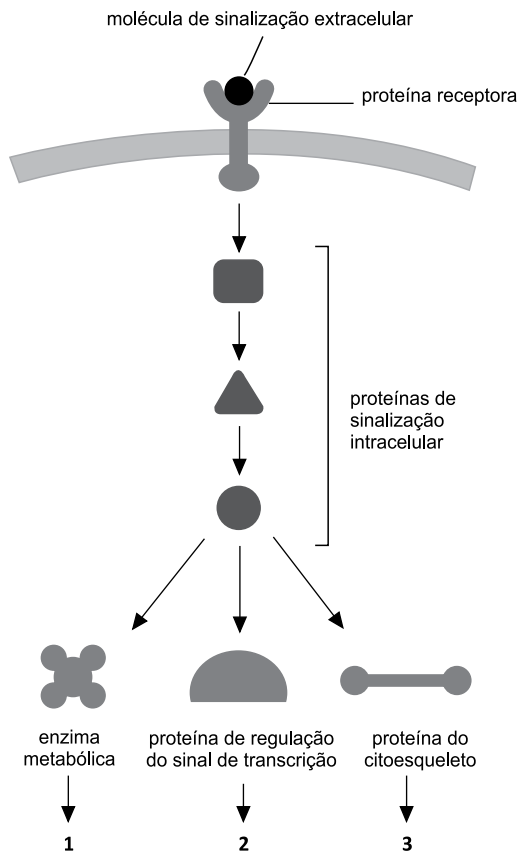 molécula de sinalização extracelular
proteína receptora
proteínas de
sinalização
intracelular
enzima
metabólica
proteína de regulação
do sinal de transcrição
proteína do
citoesqueleto
1
2
3